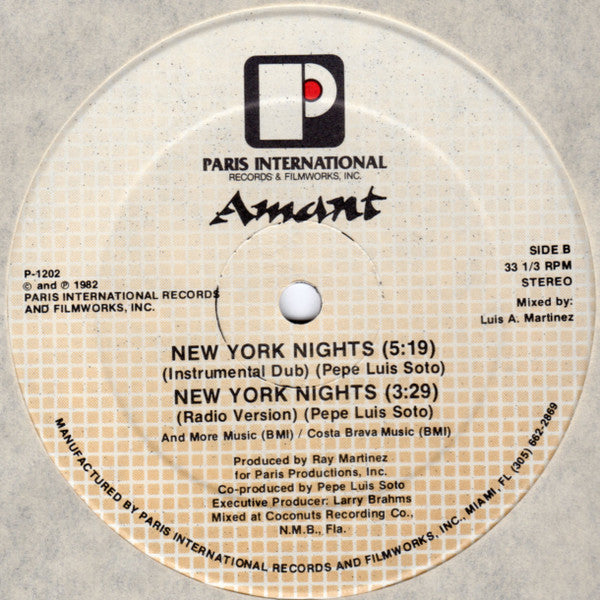 PARIS INTERNATIONAL
RECORDS & FILMWORKS, INC.
Amant
P-1202
© and ℗ 1982
PARIS INTERNATIONAL RECORDS
AND FILMWORKS, INC.
SIDE B
33 1/3 RPM
STEREO
Mixed by:
Luis A. Martinez
NEW YORK NIGHTS (5:19)
(Instrumental Dub) (Pepe Luis Soto)
NEW YORK NIGHTS (3:29)
(Radio Version) (Pepe Luis Soto)
And More Music (BMI) / Costa Brava Music (BMI)
Produced by Ray Martinez
for Paris Productions, Inc.
Co-produced by Pepe Luis Soto
Executive Producer: Larry Brahms
Mixed at Coconuts Recording Co.,
N.M.B., Fla.
MANUFACTURED BY PARIS INTERNATIONAL RECORDS AND FILMWORKS, INC., MIAMI, FL (305) 662-2869